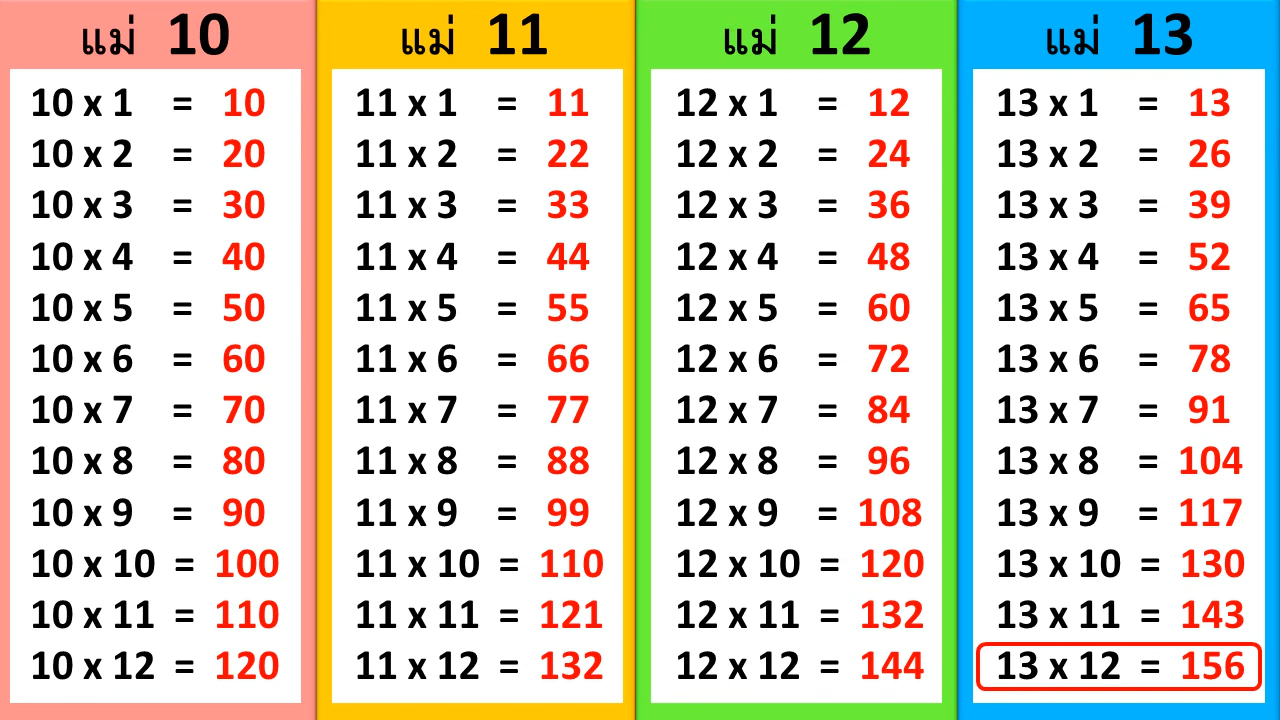 แม่ 10
10 x 1 = 10
10 x 2 = 20
10 x 3 = 30
10 x 4 = 40
10 x 5 = 50
10 x 6 = 60
10 x 7 = 70
10 x 8 = 80
10 x 9 = 90
10 x 10 = 100
10 x 11 = 110
10 x 12 = 120
แม่ 11
11 x 1 = 11
11 x 2 = 22
11 x 3 = 33
11 x 4 = 44
11 x 5 = 55
11 x 6 = 66
11 x 7 = 77
11 x 8 = 88
11 x 9 = 99
11 x 10 = 110
11 x 11 = 121
11 x 12 = 132
แม่ 12
12 x 1 = 12
12 x 2 = 24
12 x 3 = 36
12 x 4 = 48
12 x 5 = 60
12 x 6 = 72
12 x 7 = 84
12 x 8 = 96
12 x 9 = 108
12 x 10 = 120
12 x 11 = 132
12 x 12 = 144
แม่ 13
13 x 1 = 13
13 x 2 = 26
13 x 3 = 39
13 x 4 = 52
13 x 5 = 65
13 x 6 = 78
13 x 7 = 91
13 x 8 = 104
13 x 9 = 117
13 x 10 = 130
13 x 11 = 143
13 x 12 = 156